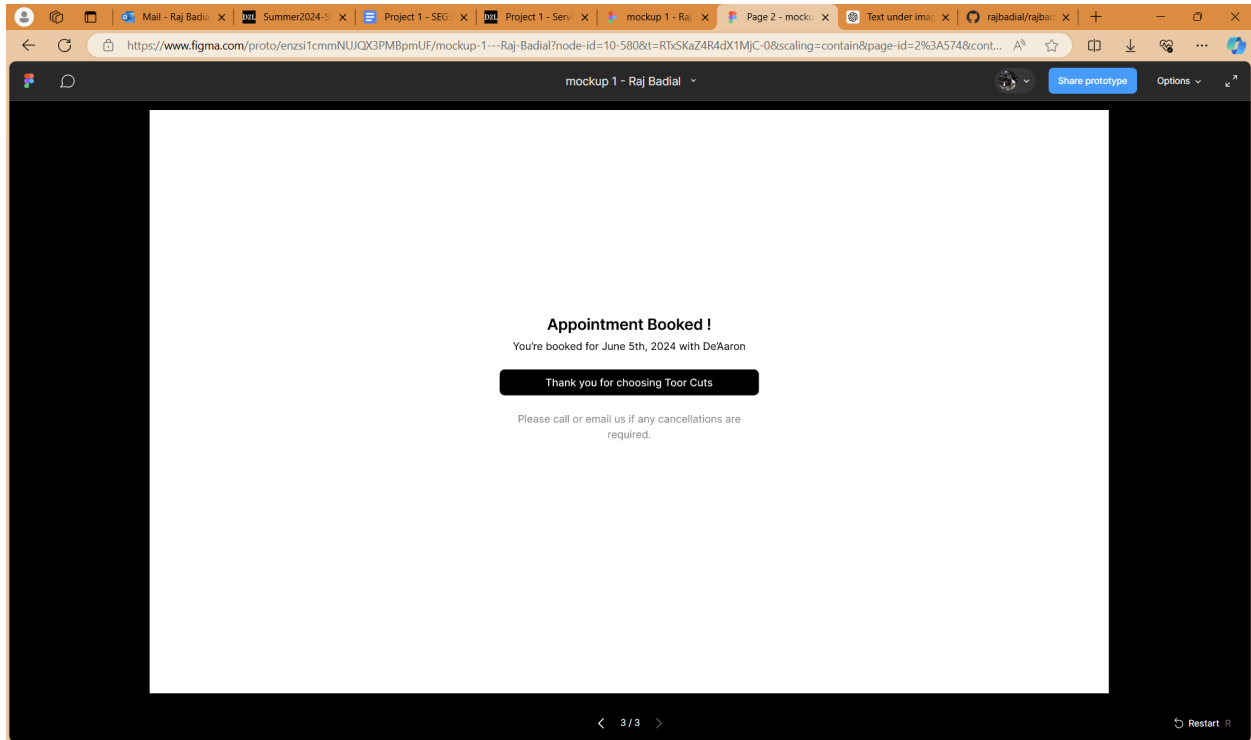 Mail - Raj Badia
Summer2024-S
Project 1 - SEG3
Project 1 - Servi
mockup 1 - Raj
Page 2 - mocku
Text under imag
rajbadial/rajbad
https://www.figma.com/proto/enzsi1cmmNUJQX3PMBpmUF/mockup-1---Raj-Badial?node-id=10-580&t=RTxSKaZ4R4dX1MjC-0&scaling=contain&page-id=2%3A574&cont...
mockup 1 - Raj Badial
Share prototype
Options
Appointment Booked !
You're booked for June 5th, 2024 with De'Aaron
Thank you for choosing Toor Cuts
Please call or email us if any cancellations are
required.
3 / 3
Restart R